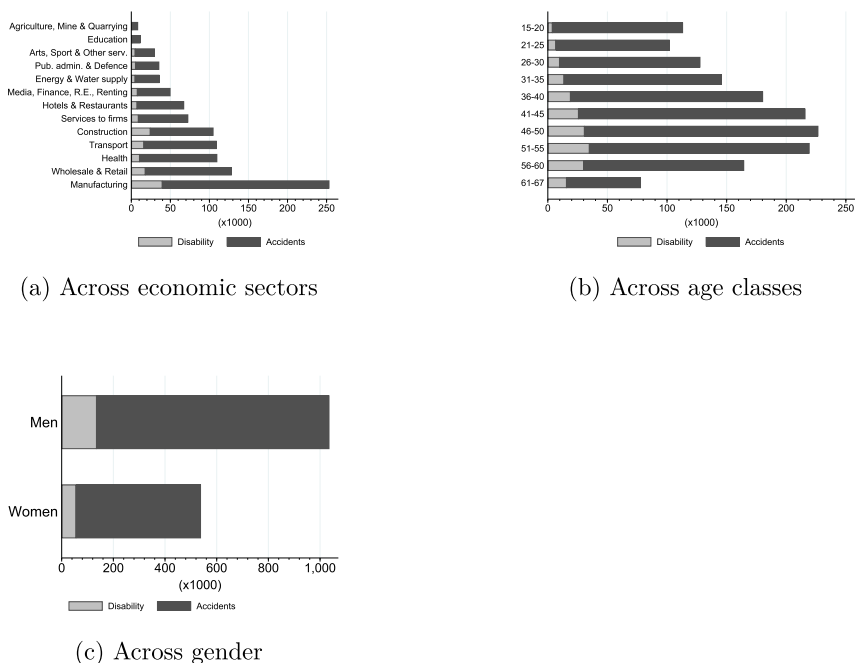 Agriculture, Mine & Quarrying
Education
Arts, Sport & Other serv.
Pub. admin. & Defence
Energy & Water supply
Media, Finance, R.E., Renting
Hotels & Restaurants
Services to firms
Construction
Transport
Health
Wholesale & Retail
Manufacturing
0 50 100 150 200 250
(x1000)
Disability Accidents
(a) Across economic sectors
15-20
21-25
26-30
31-35
36-40
41-45
46-50
51-55
56-60
61-67
0 50 100 150 200 250
(x1000)
Disability Accidents
(b) Across age classes
Men
Women
0 200 400 600 800 1,000
(x1000)
Disability Accidents
(c) Across gender